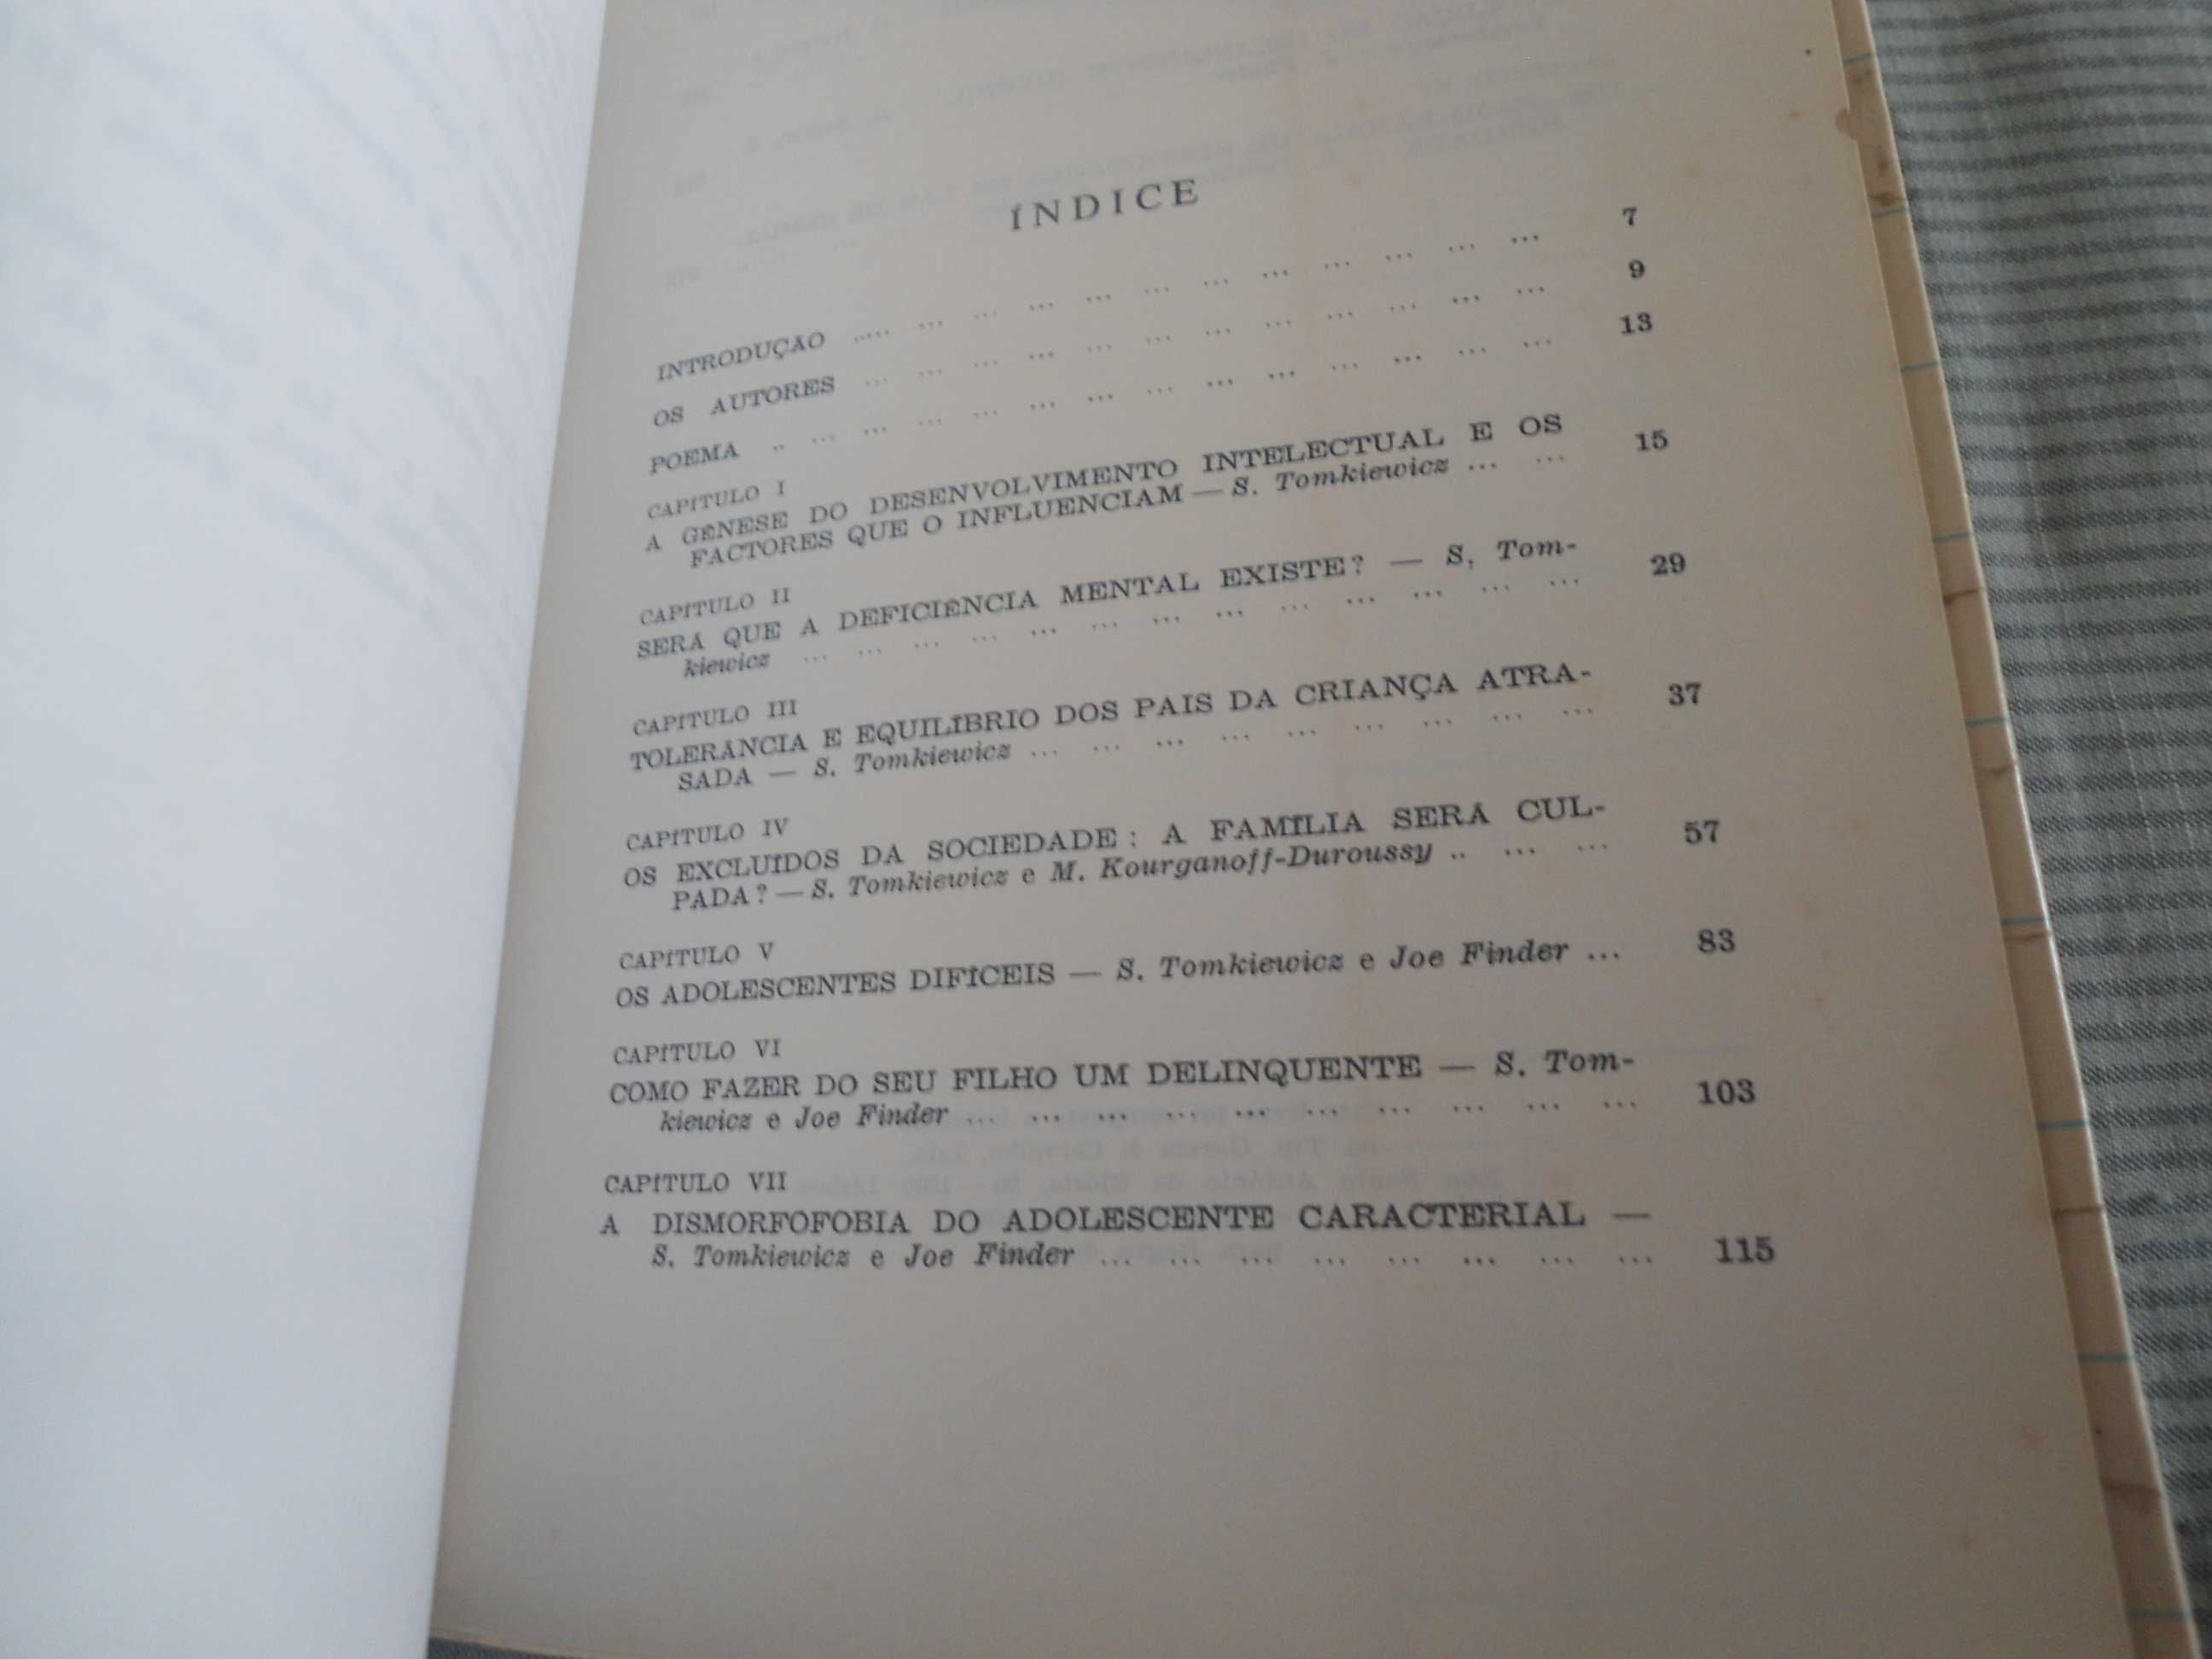 ÍNDICE
INTRODUÇÃO ..... ... ... ... ... ... ... ... ... ... ... ... 7
OS AUTORES ... ... ... ... ... ... ... ... ... ... ... ... 9
POEMA .. ... ... ... ... ... ... ... ... ... ... ... ... ... 13
CAPÍTULO I
A GÉNESE DO DESENVOLVIMENTO INTELECTUAL E OS
FACTORES QUE O INFLUENCIAM — S. Tomkiewicz ... ... 15
CAPÍTULO II
SERÁ QUE A DEFICIÊNCIA MENTAL EXISTE? — S. Tom-
kiewicz ... ... ... ... ... ... ... ... ... ... ... ... ... 29
CAPÍTULO III
TOLERÂNCIA E EQUILÍBRIO DOS PAIS DA CRIANÇA ATRA-
SADA — S. Tomkiewicz ... ... ... ... ... ... ... ... ... 37
CAPÍTULO IV
OS EXCLUÍDOS DA SOCIEDADE : A FAMÍLIA SERÁ CUL-
PADA? — S. Tomkiewicz e M. Kourganoff-Duroussy .. ... ... 57
CAPÍTULO V
OS ADOLESCENTES DIFÍCEIS — S. Tomkiewicz e Joe Finder ... 83
CAPÍTULO VI
COMO FAZER DO SEU FILHO UM DELINQUENTE — S. Tom-
kiewicz e Joe Finder ... ... ... ... ... ... ... ... ... ... 103
CAPÍTULO VII
A DISMORFOFOBIA DO ADOLESCENTE CARACTERIAL —
S. Tomkiewicz e Joe Finder ... ... ... ... ... ... ... ... 115